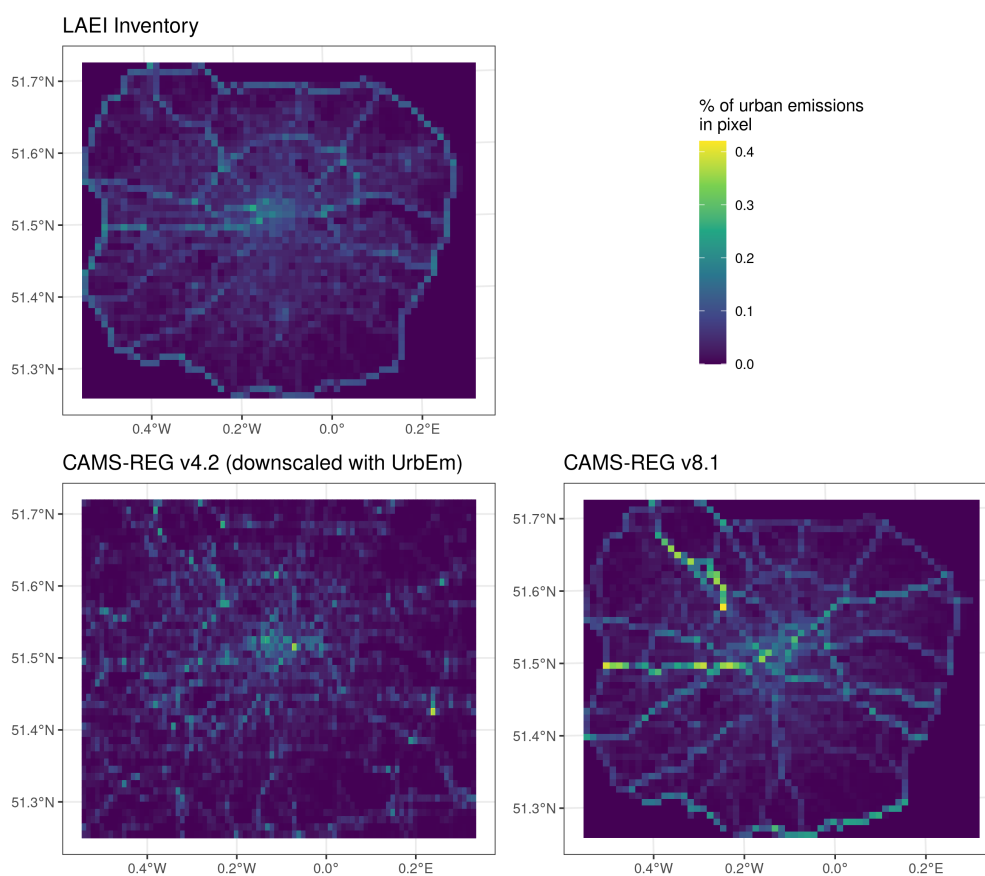 LAEI Inventory
51.7°N
51.6°N
51.5°N
51.4°N
51.3°N
0.4°W 0.2°W 0.0° 0.2°E
% of urban emissions
in pixel
0.4
0.3
0.2
0.1
0.0
CAMS-REG v4.2 (downscaled with UrbEm)
51.7°N
51.6°N
51.5°N
51.4°N
51.3°N
0.4°W 0.2°W 0.0° 0.2°E
CAMS-REG v8.1
51.7°N
51.6°N
51.5°N
51.4°N
51.3°N
0.4°W 0.2°W 0.0° 0.2°E